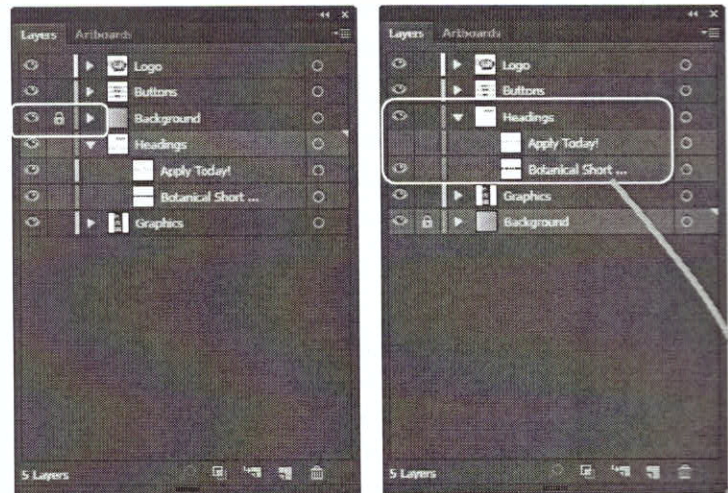 Layers Artboards
Logo
Buttons
Background
Headings
Apply Today!
Botanical Short ...
Graphics
5 Layers
Layers Artboards
Logo
Buttons
Headings
Apply Today!
Botanical Short ...
Graphics
Background
5 Layers